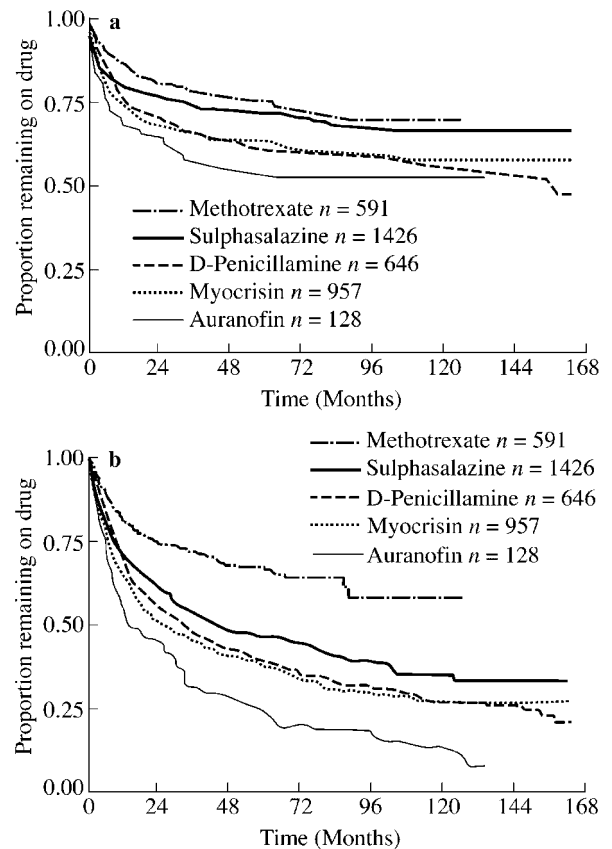 a
Proportion remaining on drug
1.00
0.75
0.50
0.25
0.00
Methotrexate n = 591
Sulphasalazine n = 1426
D-Penicillamine n = 646
Myocrisin n = 957
Auranofin n = 128
0 24 48 72 96 120 144 168
Time (Months)
b
Proportion remaining on drug
1.00
0.75
0.50
0.25
0.00
Methotrexate n = 591
Sulphasalazine n = 1426
D-Penicillamine n = 646
Myocrisin n = 957
Auranofin n = 128
0 24 48 72 96 120 144 168
Time (Months)